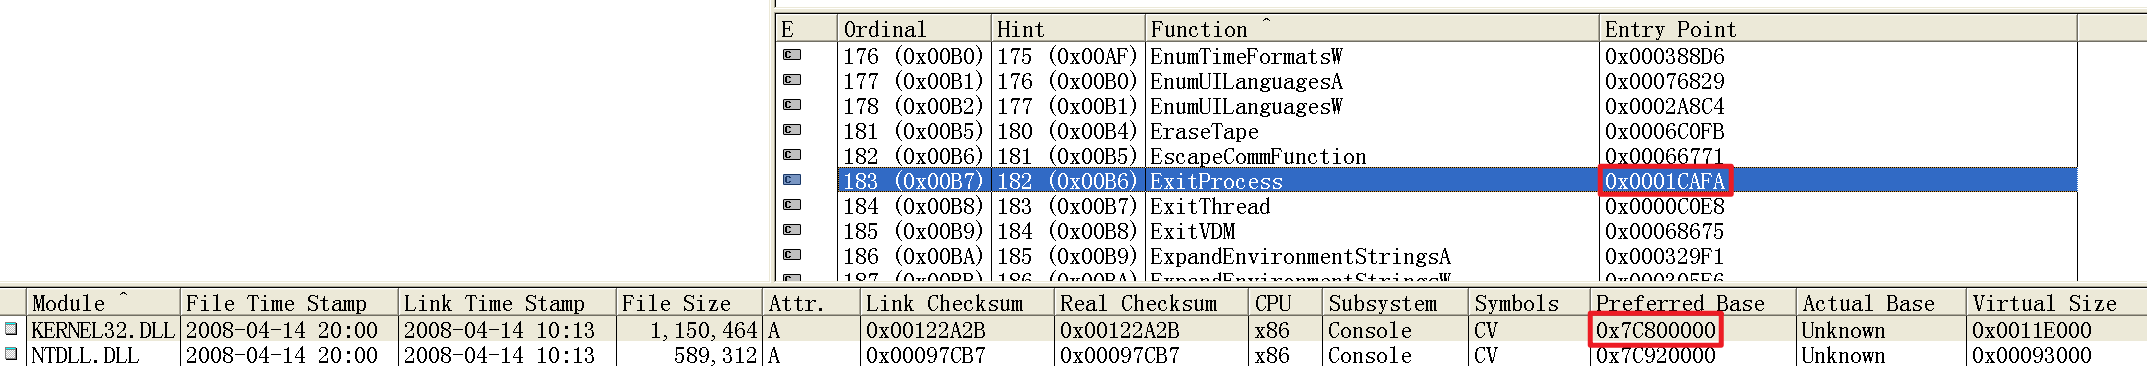 E Ordinal Hint Function ^ Entry Point
C 176 (0x00B0) 175 (0x00AF) EnumTimeFormatsW 0x000388D6
C 177 (0x00B1) 176 (0x00B0) EnumUILanguagesA 0x00076829
C 178 (0x00B2) 177 (0x00B1) EnumUILanguagesW 0x0002A8C4
C 181 (0x00B5) 180 (0x00B4) EraseTape 0x0006C0FB
C 182 (0x00B6) 181 (0x00B5) EscapeCommFunction 0x00066771
C 183 (0x00B7) 182 (0x00B6) ExitProcess 0x0001CAFA
C 184 (0x00B8) 183 (0x00B7) ExitThread 0x0000C0E8
C 185 (0x00B9) 184 (0x00B8) ExitVDM 0x00068675
C 186 (0x00BA) 185 (0x00B9) ExpandEnvironmentStringsA 0x000329F1
C 187 (0x00BB) 186 (0x00BA) ExpandEnvironmentStringsW 0x000305E6
Module ^ File Time Stamp Link Time Stamp File Size Attr. Link Checksum Real Checksum CPU Subsystem Symbols Preferred Base Actual Base Virtual Size
KERNEL32.DLL 2008-04-14 20:00 2008-04-14 10:13 1,150,464 A 0x00122A2B 0x00122A2B x86 Console CV 0x7C800000 Unknown 0x0011E000
NTDLL.DLL 2008-04-14 20:00 2008-04-14 10:13 589,312 A 0x00097CB7 0x00097CB7 x86 Console CV 0x7C920000 Unknown 0x00093000